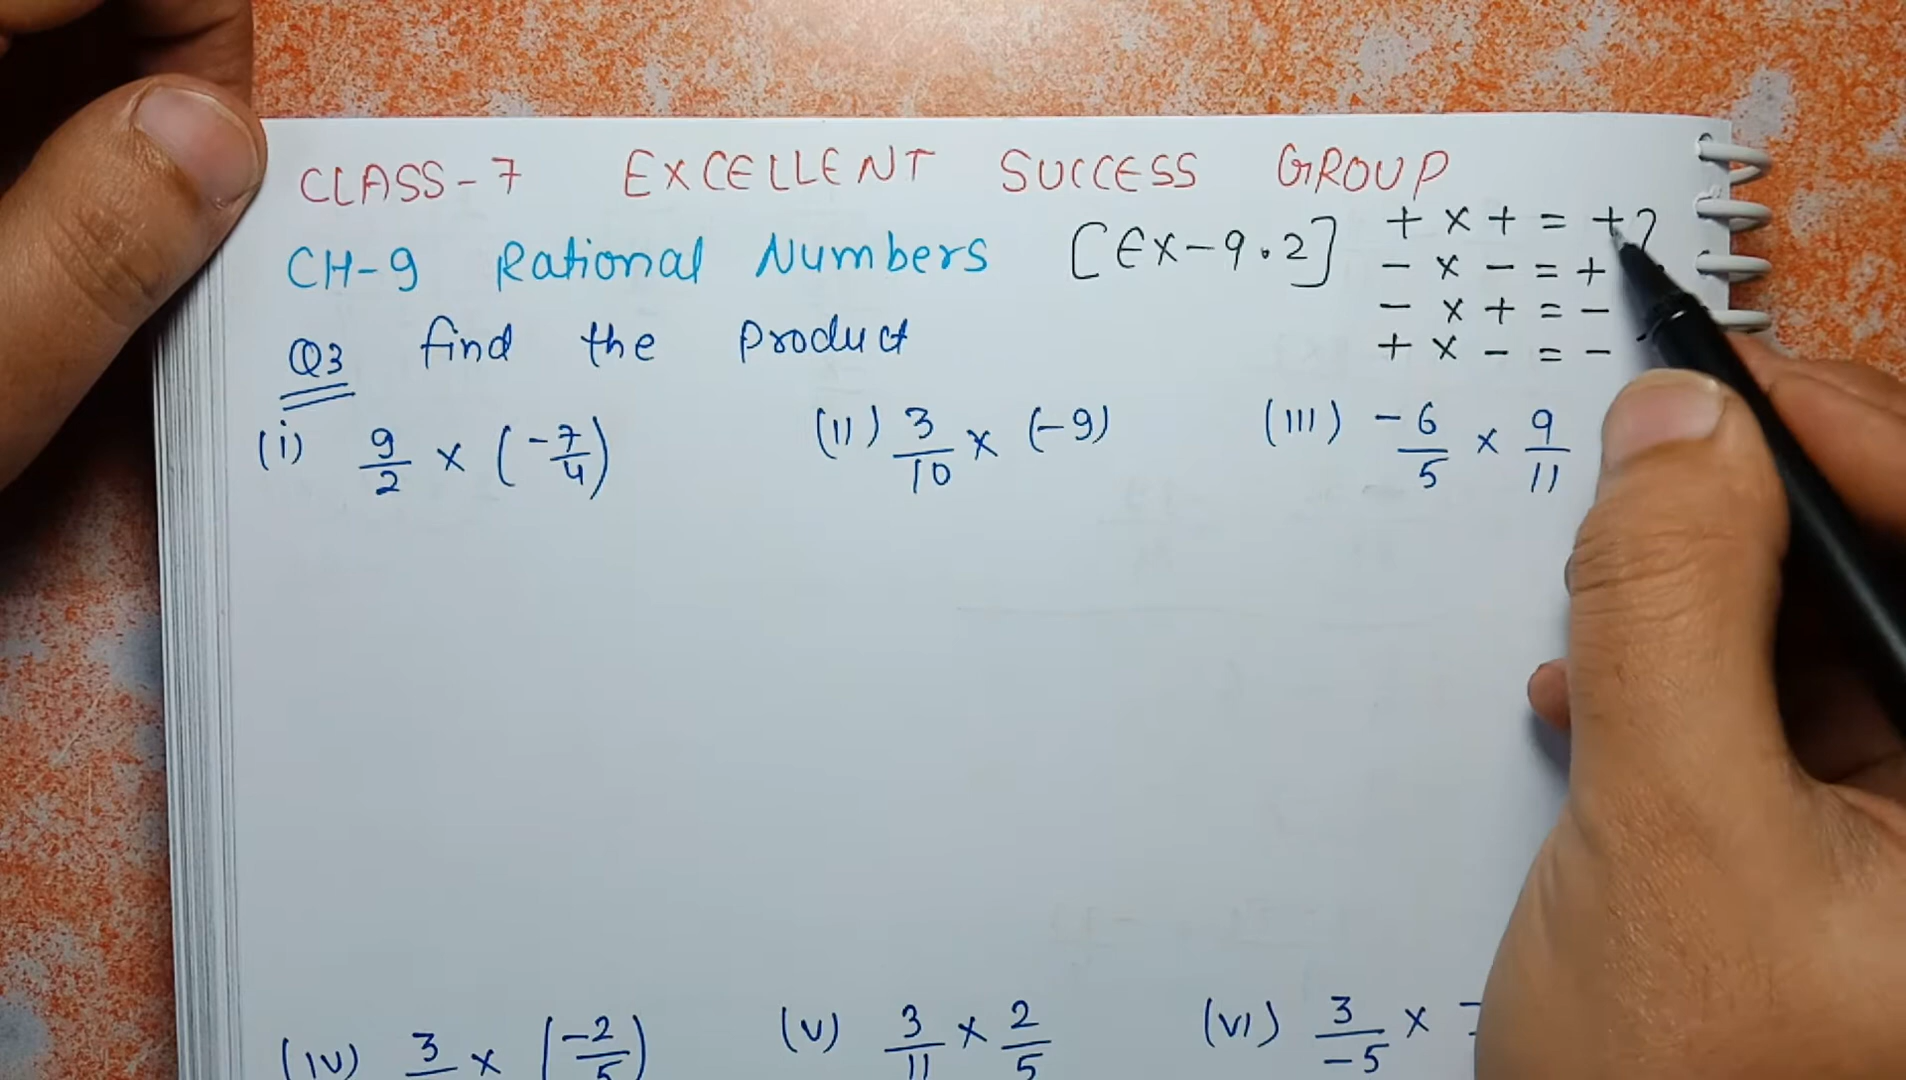 CLASS-7 EXCELLENT SUCCESS GROUP
CH-9 Rational Numbers [EX-9.2]
+ x + = +
- x - = +
- x + = -
+ x - = -
Q3 find the product
(i) 9/2 x (-7/4) (II) 3/10 x (-9) (III) -6/5 x 9/11
(IV) 3/ x (-2/5) (V) 3/11 x 2/5 (VI) 3/-5 x